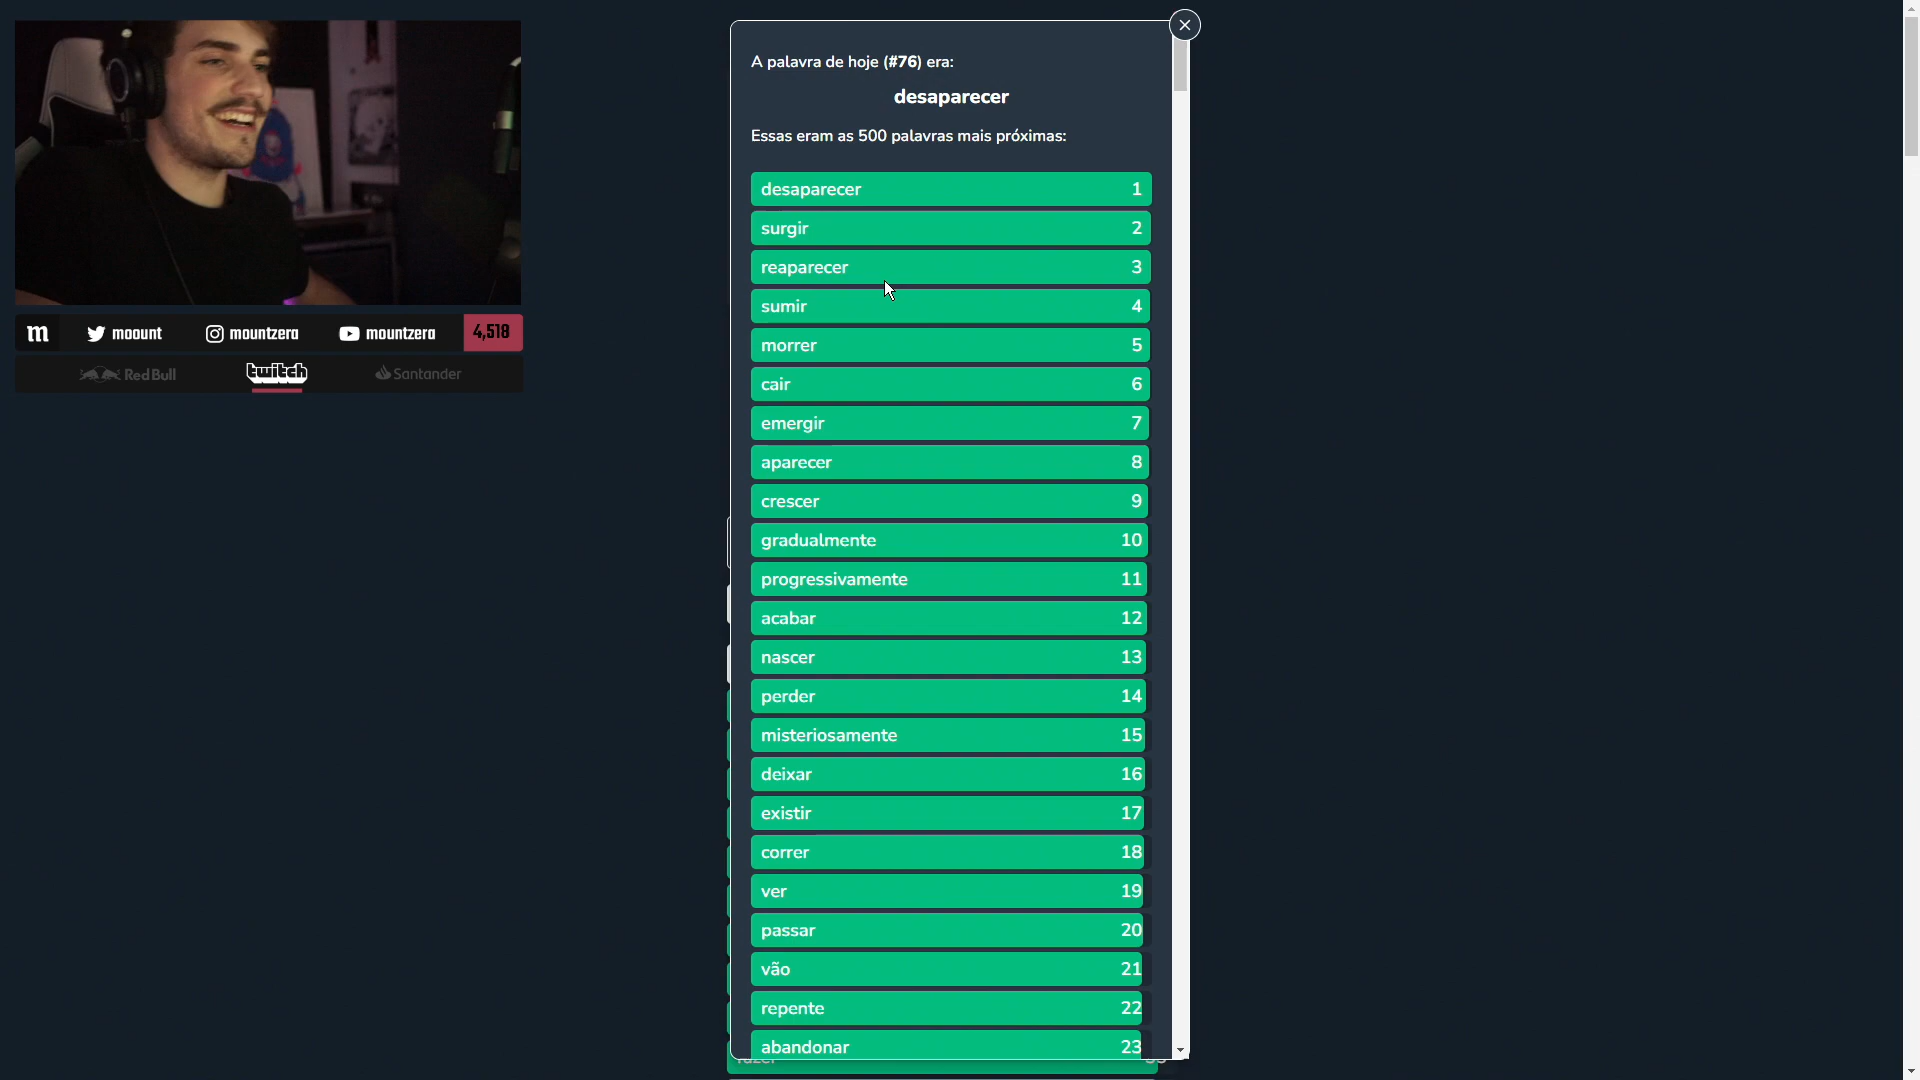 A palavra de hoje (#76) era:
desaparecer
Essas eram as 500 palavras mais próximas:
desaparecer 1
surgir 2
reaparecer 3
sumir 4
morrer 5
cair 6
emergir 7
aparecer 8
crescer 9
gradualmente 10
progressivamente 11
acabar 12
nascer 13
perder 14
misteriosamente 15
deixar 16
existir 17
correr 18
ver 19
passar 20
vão 21
repente 22
abandonar 23
m moount mountzera mountzera 4,518
Red Bull twitch Santander